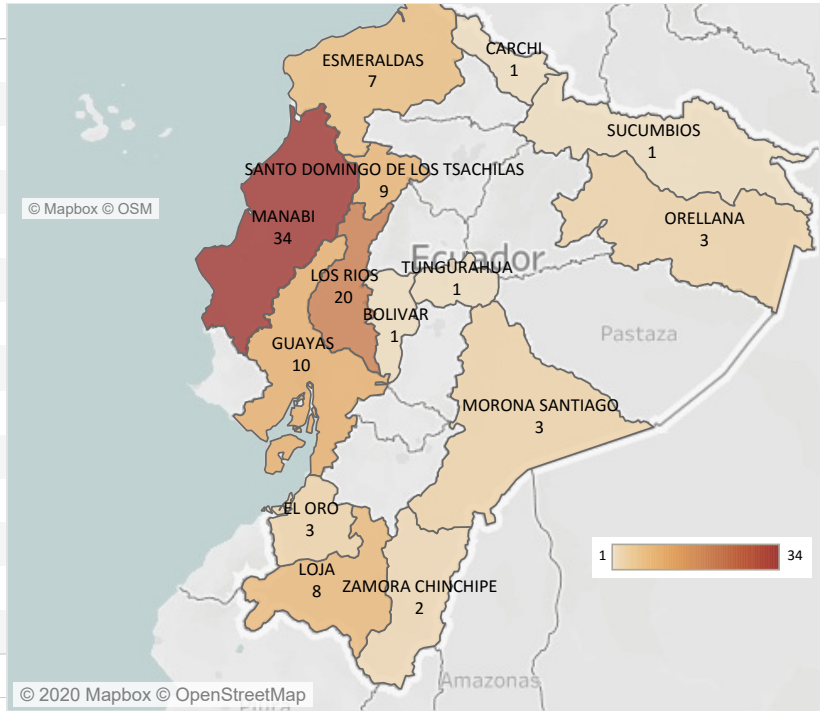 CARCHI
1
ESMERALDAS
7
SUCUMBIOS
1
SANTO DOMINGO DE LOS TSACHILAS
9
© Mapbox © OSM
MANABI
34
ORELLANA
3
Ecuador
TUNGURAHUA
1
LOS RIOS
20
BOLIVAR
1
Pastaza
GUAYAS
10
MORONA SANTIAGO
3
EL ORO
3
1 34
LOJA
8
ZAMORA CHINCHIPE
2
Amazonas
© 2020 Mapbox © OpenStreetMap